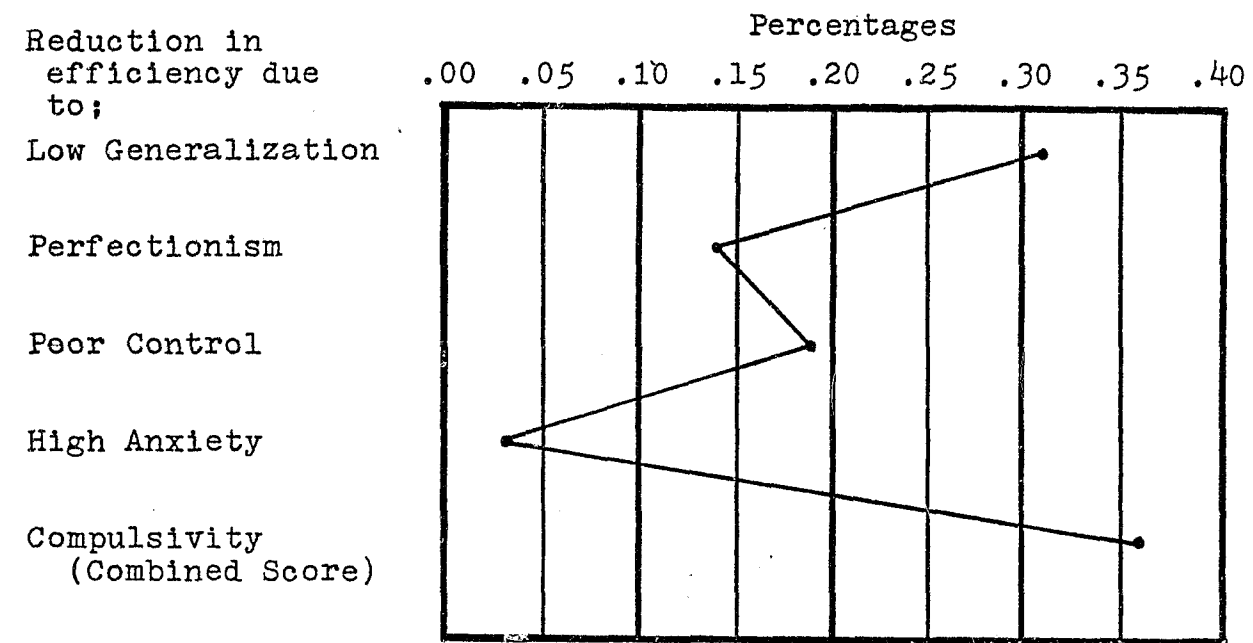 Percentages
Reduction in
efficiency due
to;
.00 .05 .10 .15 .20 .25 .30 .35 .40
Low Generalization
Perfectionism
Poor Control
High Anxiety
Compulsivity
(Combined Score)